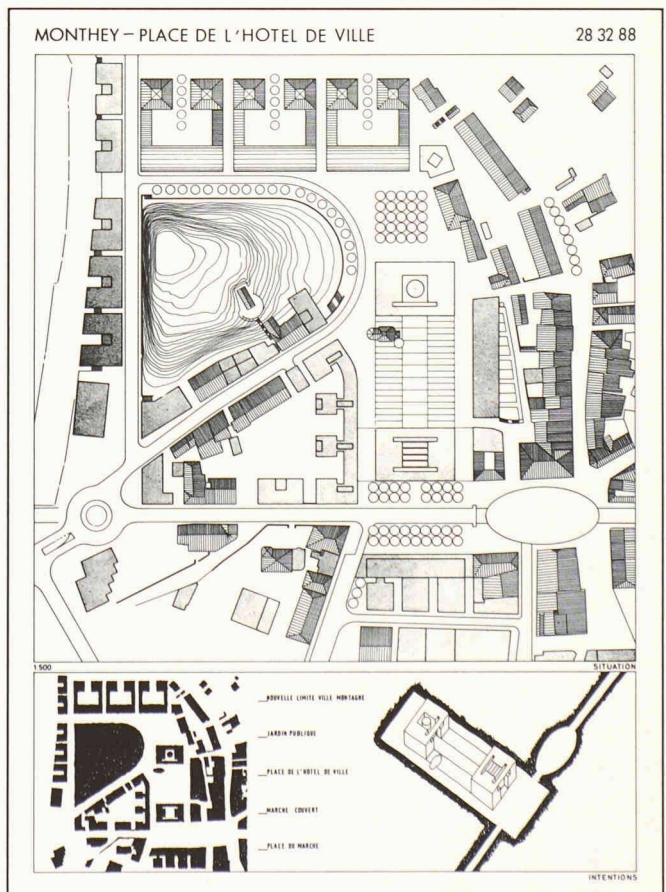 MONTHEY – PLACE DE L'HOTEL DE VILLE 28 32 88
1:500 SITUATION
NOUVELLE LIMITE VILLE MONTAGNE
JARDIN PUBLIQUE
PLACE DE L'HOTEL DE VILLE
MARCHE COUVERT
PLACE DU MARCHE
INTENTIONS